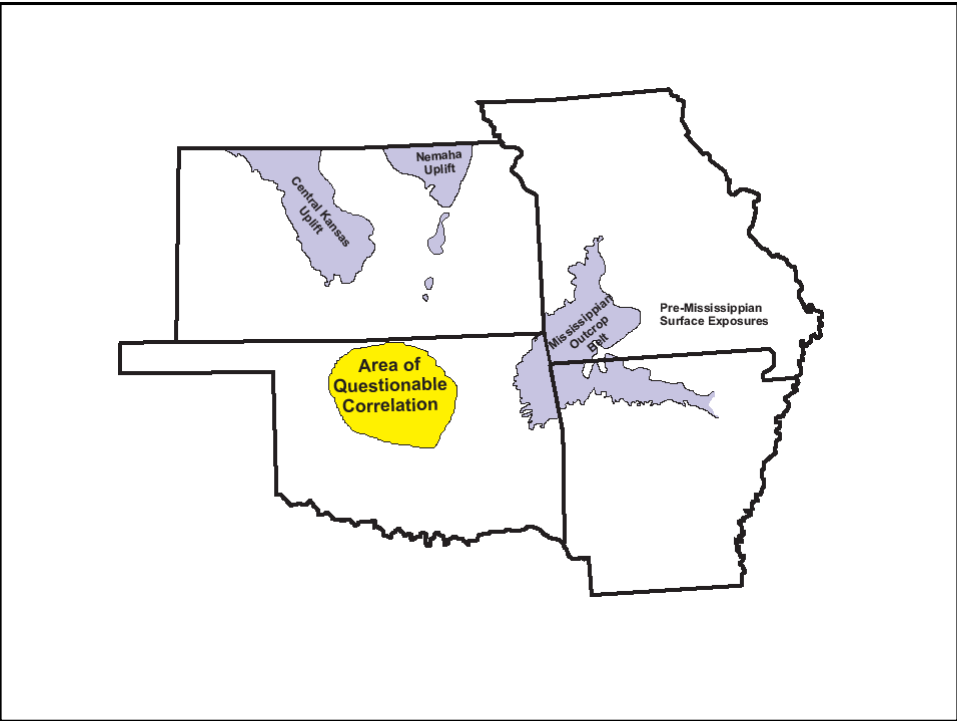 Nemaha
Uplift
Central Kansas
Uplift
Pre-Mississippian
Surface Exposures
Mississippian
Outcrop
Belt
Area of
Questionable
Correlation